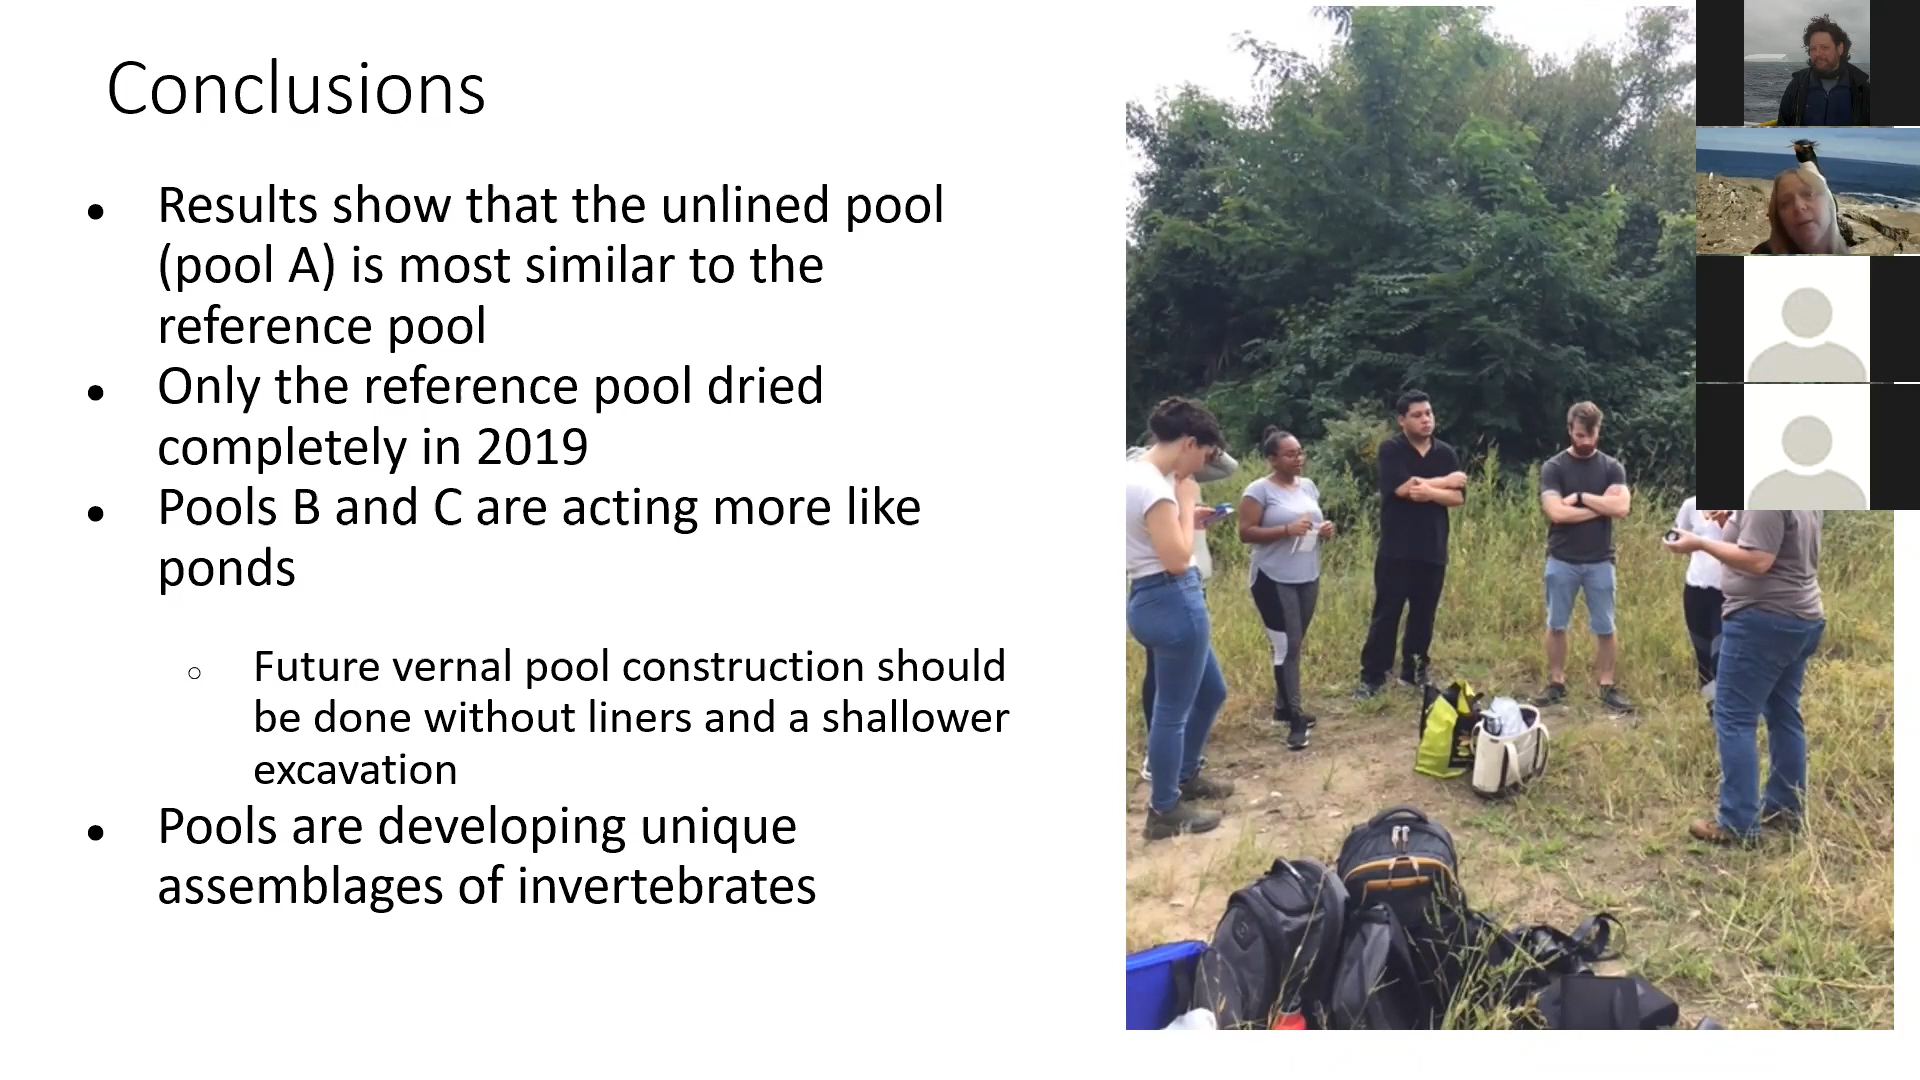 Conclusions
● Results show that the unlined pool
(pool A) is most similar to the
reference pool
● Only the reference pool dried
completely in 2019
● Pools B and C are acting more like
ponds
○ Future vernal pool construction should
be done without liners and a shallower
excavation
● Pools are developing unique
assemblages of invertebrates